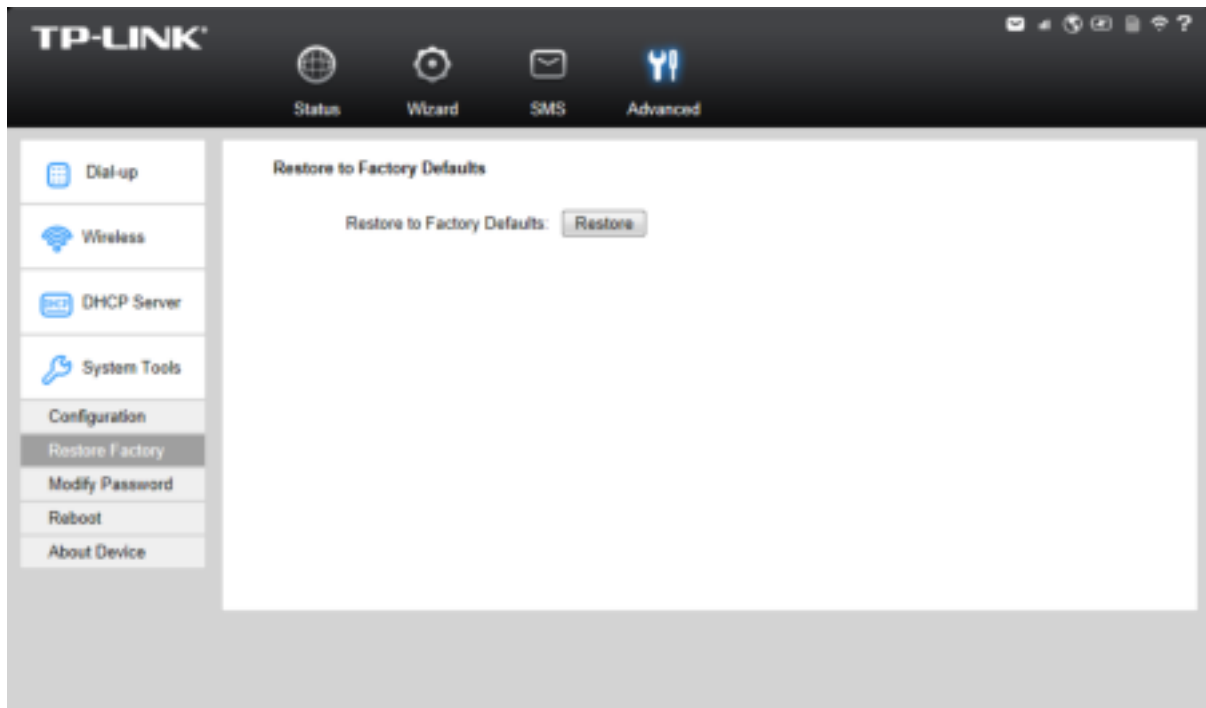 TP-LINK
?
Status Wizard SMS Advanced
Dial-up
Wireless
DHCP DHCP Server
System Tools
Configuration
Restore Factory
Modify Password
Reboot
About Device
Restore to Factory Defaults
Restore to Factory Defaults: Restore